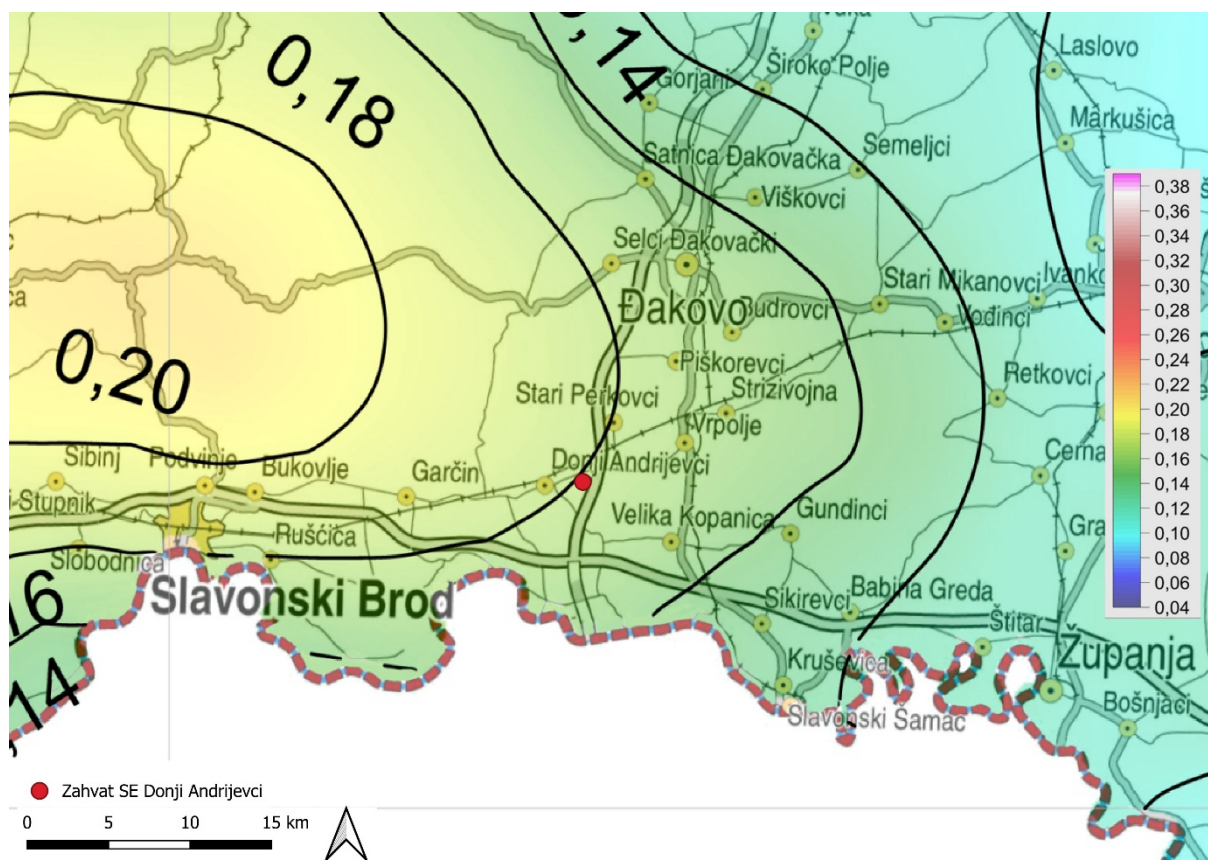 Vuka
Laslovo
0,18
0,14
Široko Polje
Gorjani
Markušica
Semeljci
Satnica Đakovačka
Viškovci
0,38
0,36
0,34
0,32
0,30
0,28
0,26
0,24
0,22
0,20
0,18
0,16
0,14
0,12
0,10
0,08
0,06
0,04
Selci Đakovački
Stari Mikanovci
Ivanko
Đakovo
Budrovci
Vođinci
0,20
Piškorevci
Retkovci
Stari Perkovci
Strizivojna
Vrpolje
Sibinj
Podvinje
Bukovlje
Garčin
Donji Andrijevci
Cerna
i Stupnik
Velika Kopanica
Gundinci
Gra
Ruščica
Slobodnica
Slavonski Brod
16
Babina Greda
Sikirevci
Štitar
Županja
14
Kruševica
Slavonski Šamac
Bošnjaci
Zahvat SE Donji Andrijevci
0 5 10 15 km